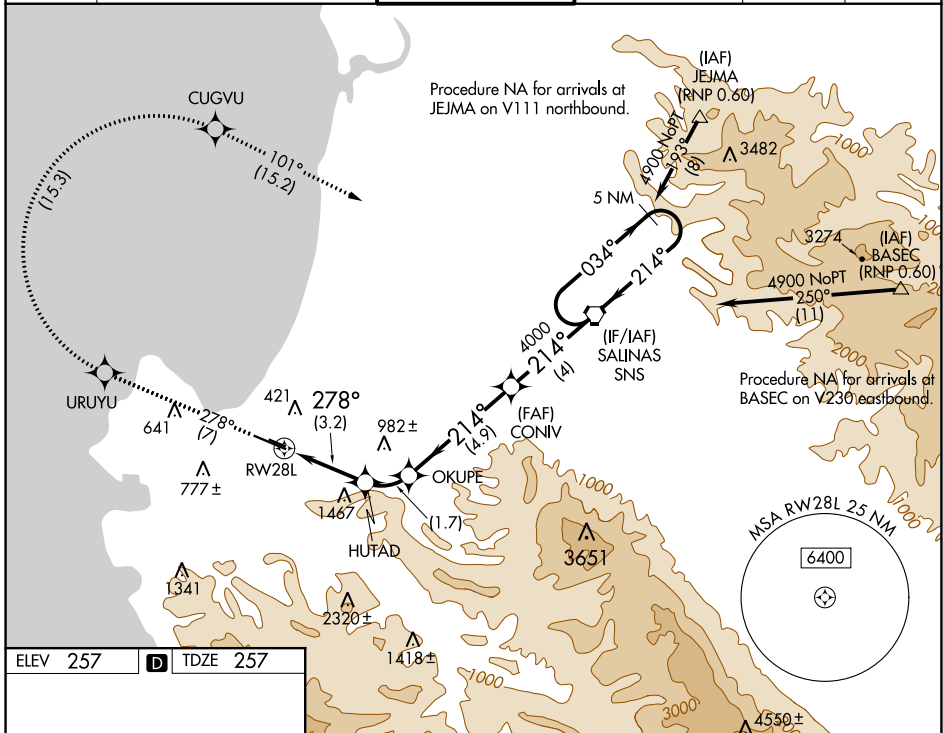 CUGVU
101°
(15.2)
(15.3)
Procedure NA for arrivals at
JEJMA on V111 northbound.
(IAF)
JEJMA
(RNP 0.60)
4900 NoPT
193°
(8)
3482
1000
5 NM
034°
214°
3274
(IAF)
BASEC
(RNP 0.60)
4900 NoPT
250°
(11)
2000
(IF/IAF)
SALINAS
SNS
4000
214°
(4)
Procedure NA for arrivals at
BASEC on V230 eastbound.
URUYU
641
278°
(7)
421
278°
(3.2)
982±
214°
(4.9)
(FAF)
CONIV
RW28L
777±
OKUPE
1467
(1.7)
HUTAD
1000
1000
3651
MSA RW28L 25 NM
6400
1341
2320±
1418±
1000
3000
4550±
ELEV 257
D
TDZE 257